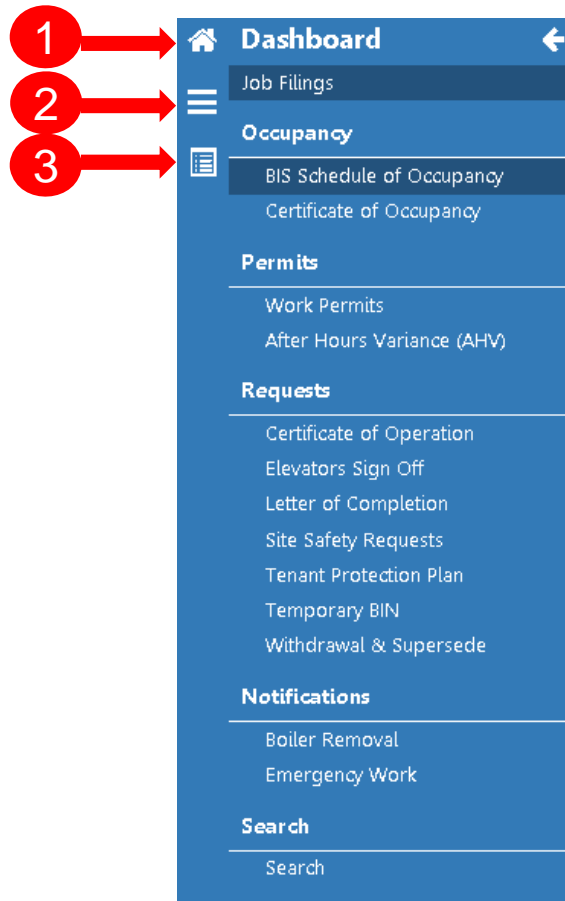 1
Dashboard
2
Job Filings
3
Occupancy
BIS Schedule of Occupancy
Certificate of Occupancy
Permits
Work Permits
After Hours Variance (AHV)
Requests
Certificate of Operation
Elevators Sign Off
Letter of Completion
Site Safety Requests
Tenant Protection Plan
Temporary BIN
Withdrawal & Supersede
Notifications
Boiler Removal
Emergency Work
Search
Search